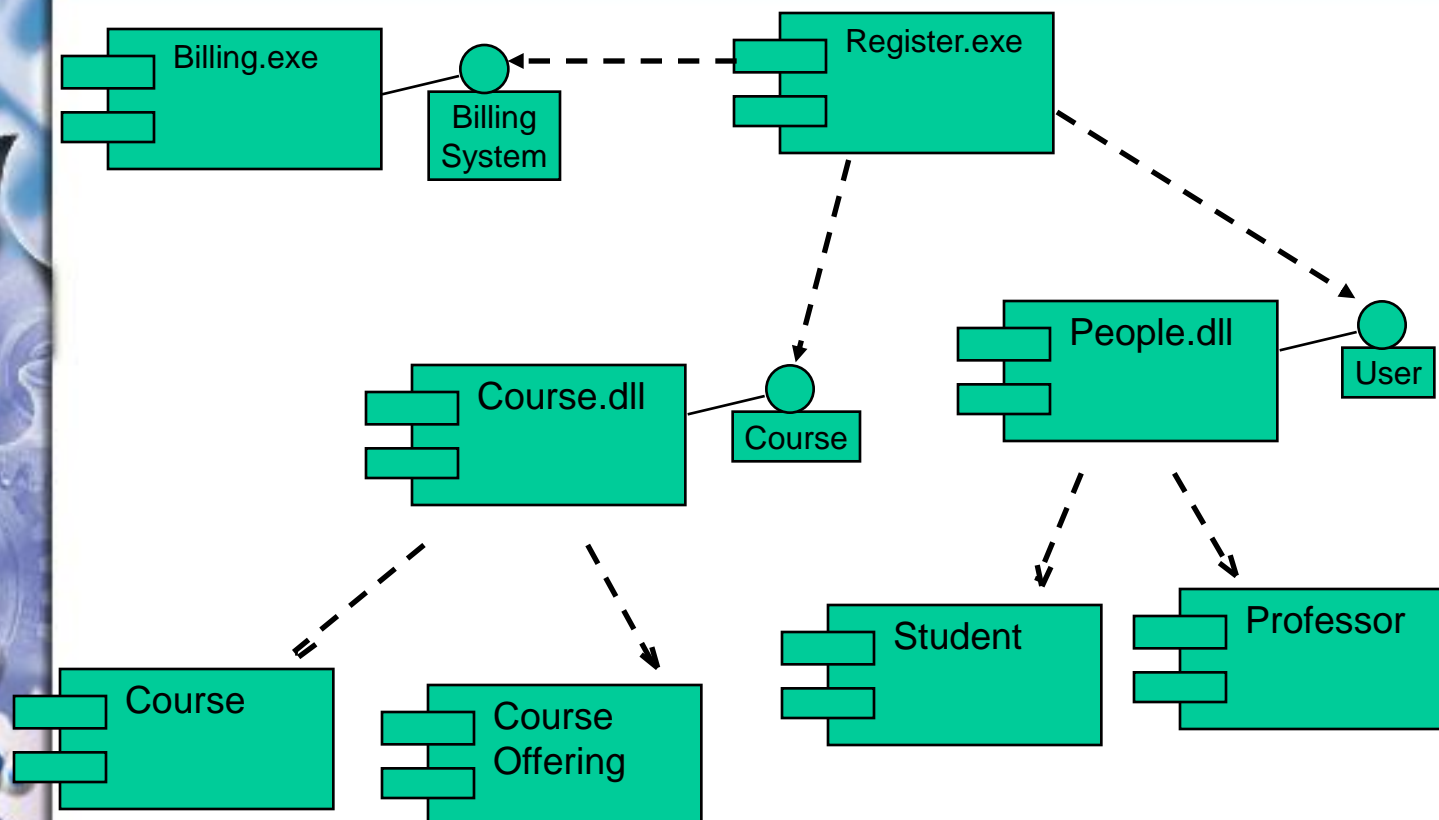 Billing.exe
Billing
System
Register.exe
Course.dll
Course
People.dll
User
Course
Course
Offering
Student
Professor